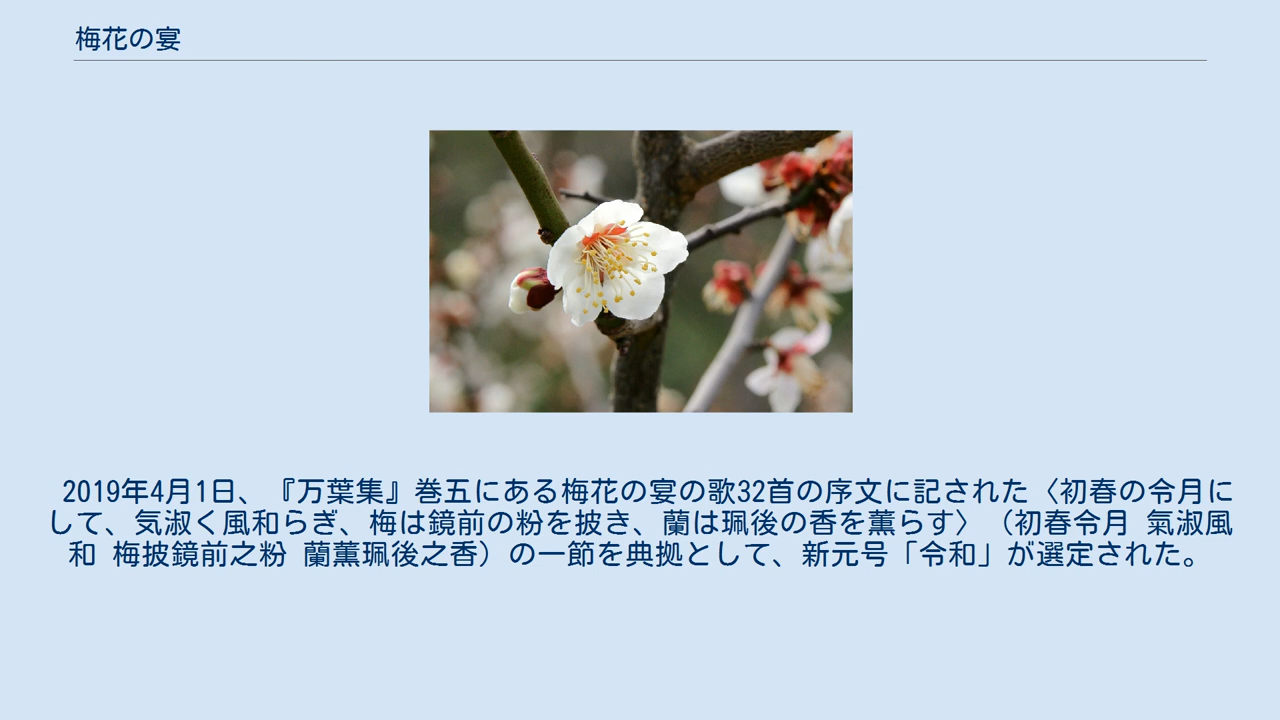 梅花の宴
2019年4月1日、『万葉集』巻五にある梅花の宴の歌32首の序文に記された〈初春の令月に
して、気淑く風和らぎ、梅は鏡前の粉を披き、蘭は珮後の香を薫らす〉（初春令月 氣淑風
和 梅披鏡前之粉 蘭薫珮後之香）の一節を典拠として、新元号「令和」が選定された。